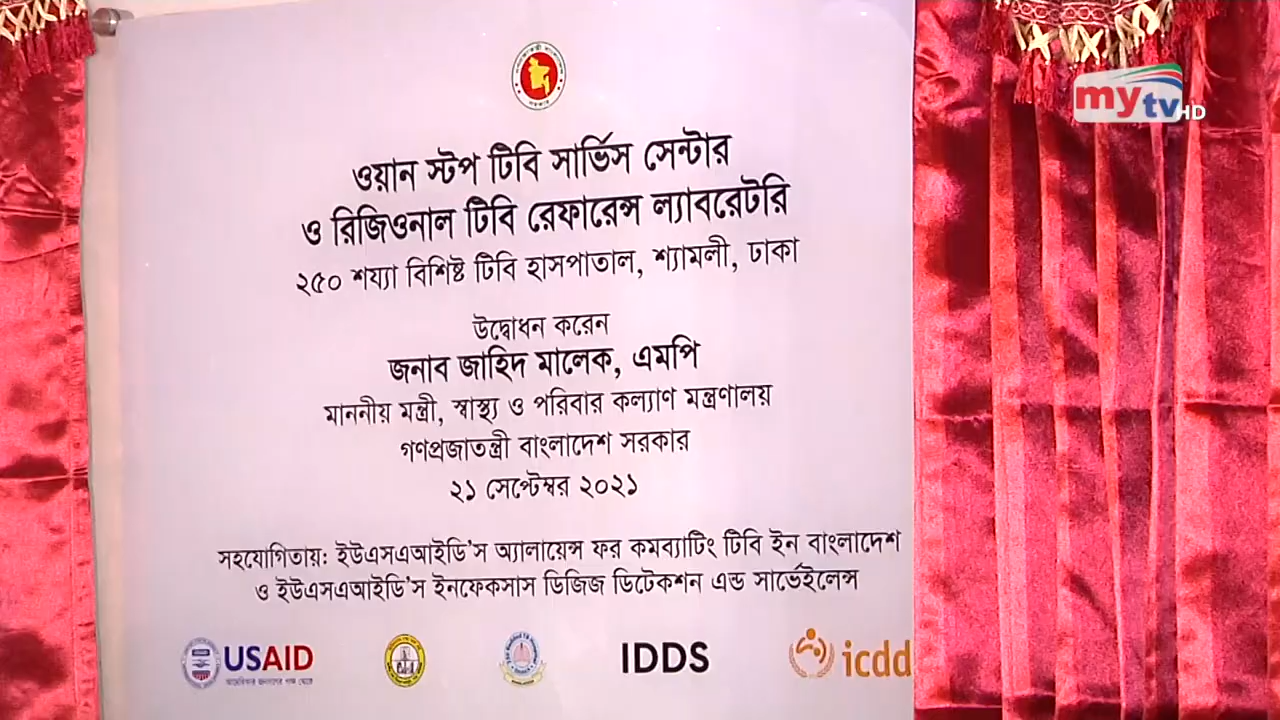 my tv HD
ওয়ান স্টপ টিবি সার্ভিস সেন্টার
ও রিজিওনাল টিবি রেফারেন্স ল্যাবরেটরি
২৫০ শয্যা বিশিষ্ট টিবি হাসপাতাল, শ্যামলী, ঢাকা
উদ্বোধন করেন
জনাব জাহিদ মালেক, এমপি
মাননীয় মন্ত্রী, স্বাস্থ্য ও পরিবার কল্যাণ মন্ত্রণালয়
গণপ্রজাতন্ত্রী বাংলাদেশ সরকার
২১ সেপ্টেম্বর ২০২১
সহযোগিতায়: ইউএসএআইডি'স অ্যালায়েন্স ফর কমব্যাটিং টিবি ইন বাংলাদেশ
ও ইউএসএআইডি'স ইনফেকসাস ডিজিজ ডিটেকশন এন্ড সার্ভেইলেন্স
USAID IDDS icdd